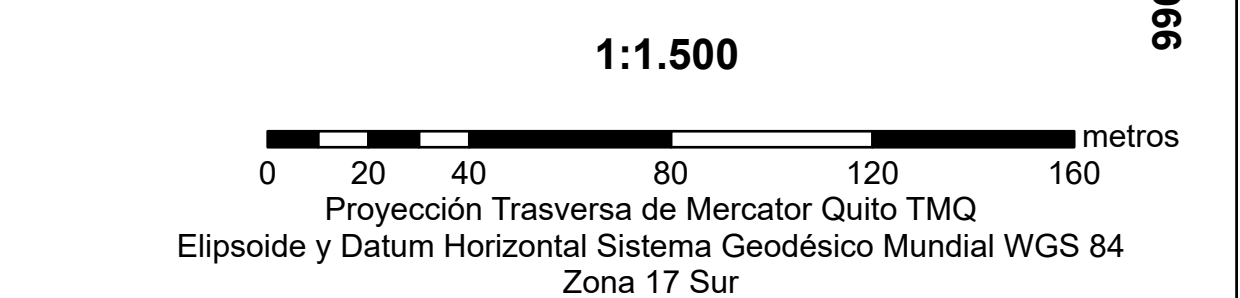 1:1.500
metros
0 20 40 80 120 160
Proyección Trasversa de Mercator Quito TMQ
Elipsoide y Datum Horizontal Sistema Geodésico Mundial WGS 84
Zona 17 Sur